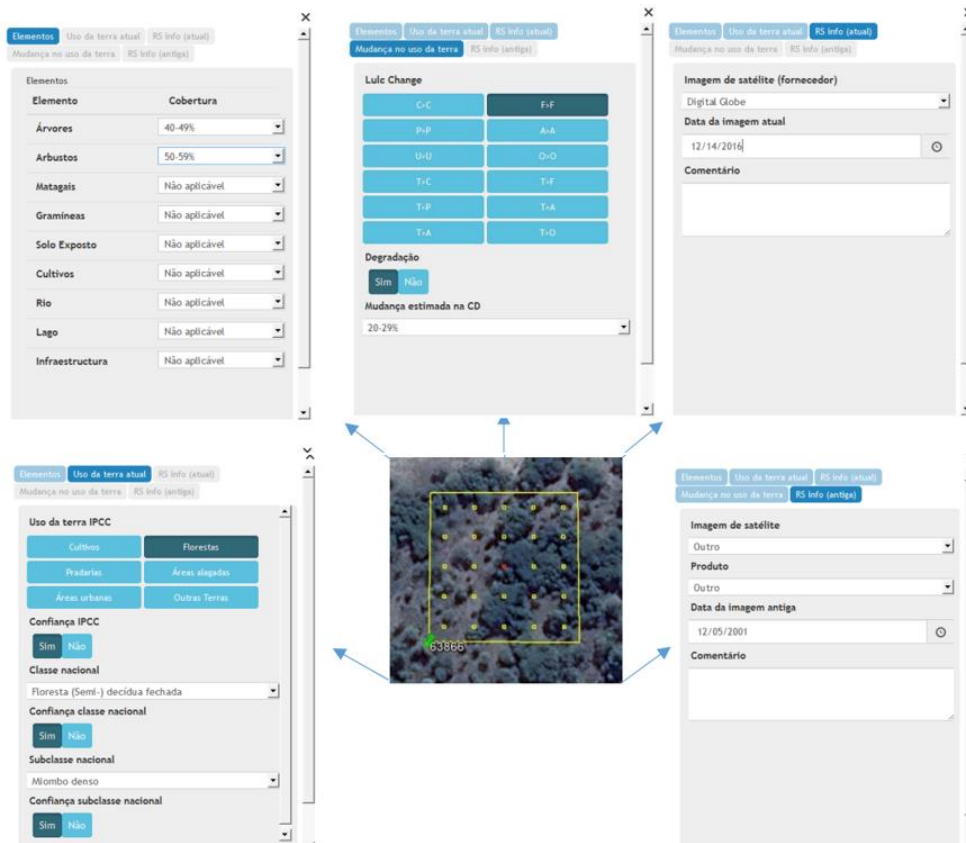 Elementos Uso da terra atual RS info (atual)
Mudança no uso da terra RS info (antiga)
Elementos
Elemento Cobertura
Árvores 40-49%
Arbustos 50-59%
Matagais Não aplicável
Gramíneas Não aplicável
Solo Exposto Não aplicável
Cultivos Não aplicável
Rio Não aplicável
Lago Não aplicável
Infraestructura Não aplicável
Elementos Uso da terra atual RS info (atual)
Mudança no uso da terra RS info (antiga)
Lulc Change
C>C F>F
P>P A>A
U>U O>O
T>C T>F
T>P T>A
T>A T>O
Degradação
Sim Não
Mudança estimada na CD
20-29%
Elementos Uso da terra atual RS info (atual)
Mudança no uso da terra RS info (antiga)
Imagem de satélite (fornecedor)
Digital Globe
Data da imagem atual
12/14/2016
Comentário
Elementos Uso da terra atual RS info (atual)
Mudança no uso da terra RS info (antiga)
Uso da terra IPCC
Cultivos Florestas
Pradarias Áreas alagadas
Áreas urbanas Outras Terras
Confiança IPCC
Sim Não
Classe nacional
Floresta (Semi-) decídua fechada
Confiança classe nacional
Sim Não
Subclasse nacional
Miombo denso
Confiança subclasse nacional
Sim Não
63866
Elementos Uso da terra atual RS info (atual)
Mudança no uso da terra RS info (antiga)
Imagem de satélite
Outro
Produto
Outro
Data da imagem antiga
12/05/2001
Comentário